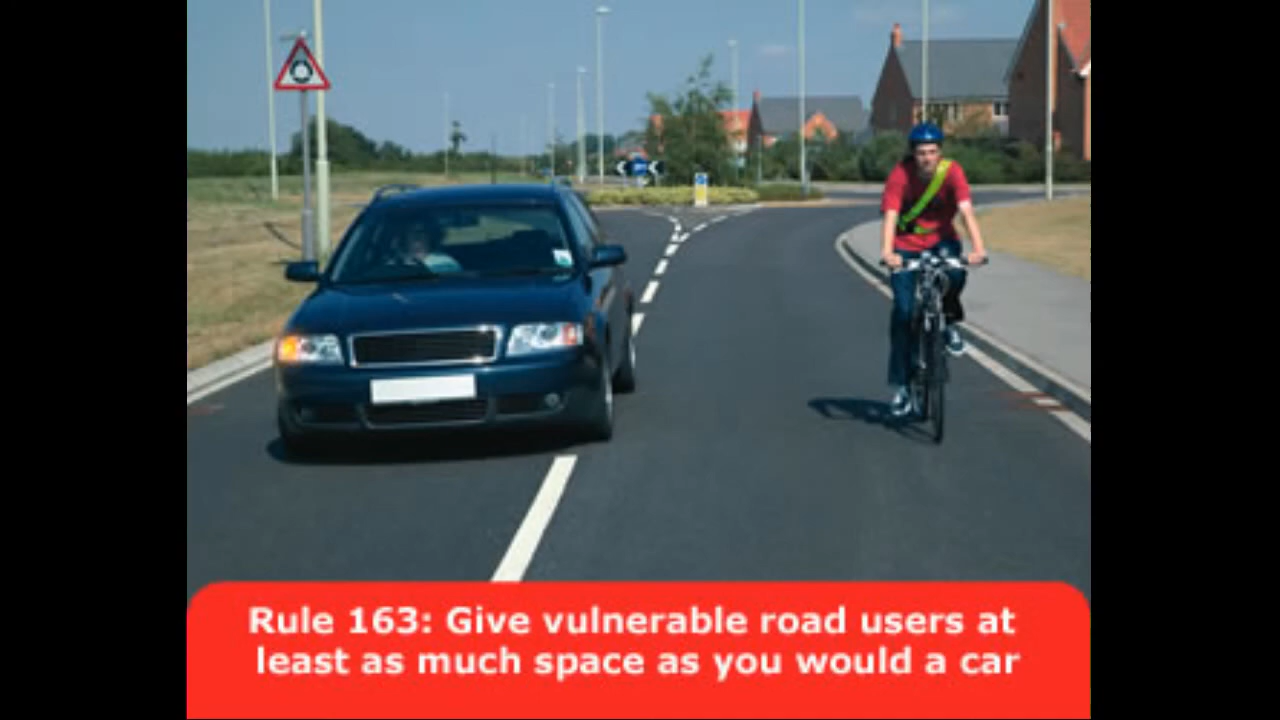 Rule 163: Give vulnerable road users at
least as much space as you would a car